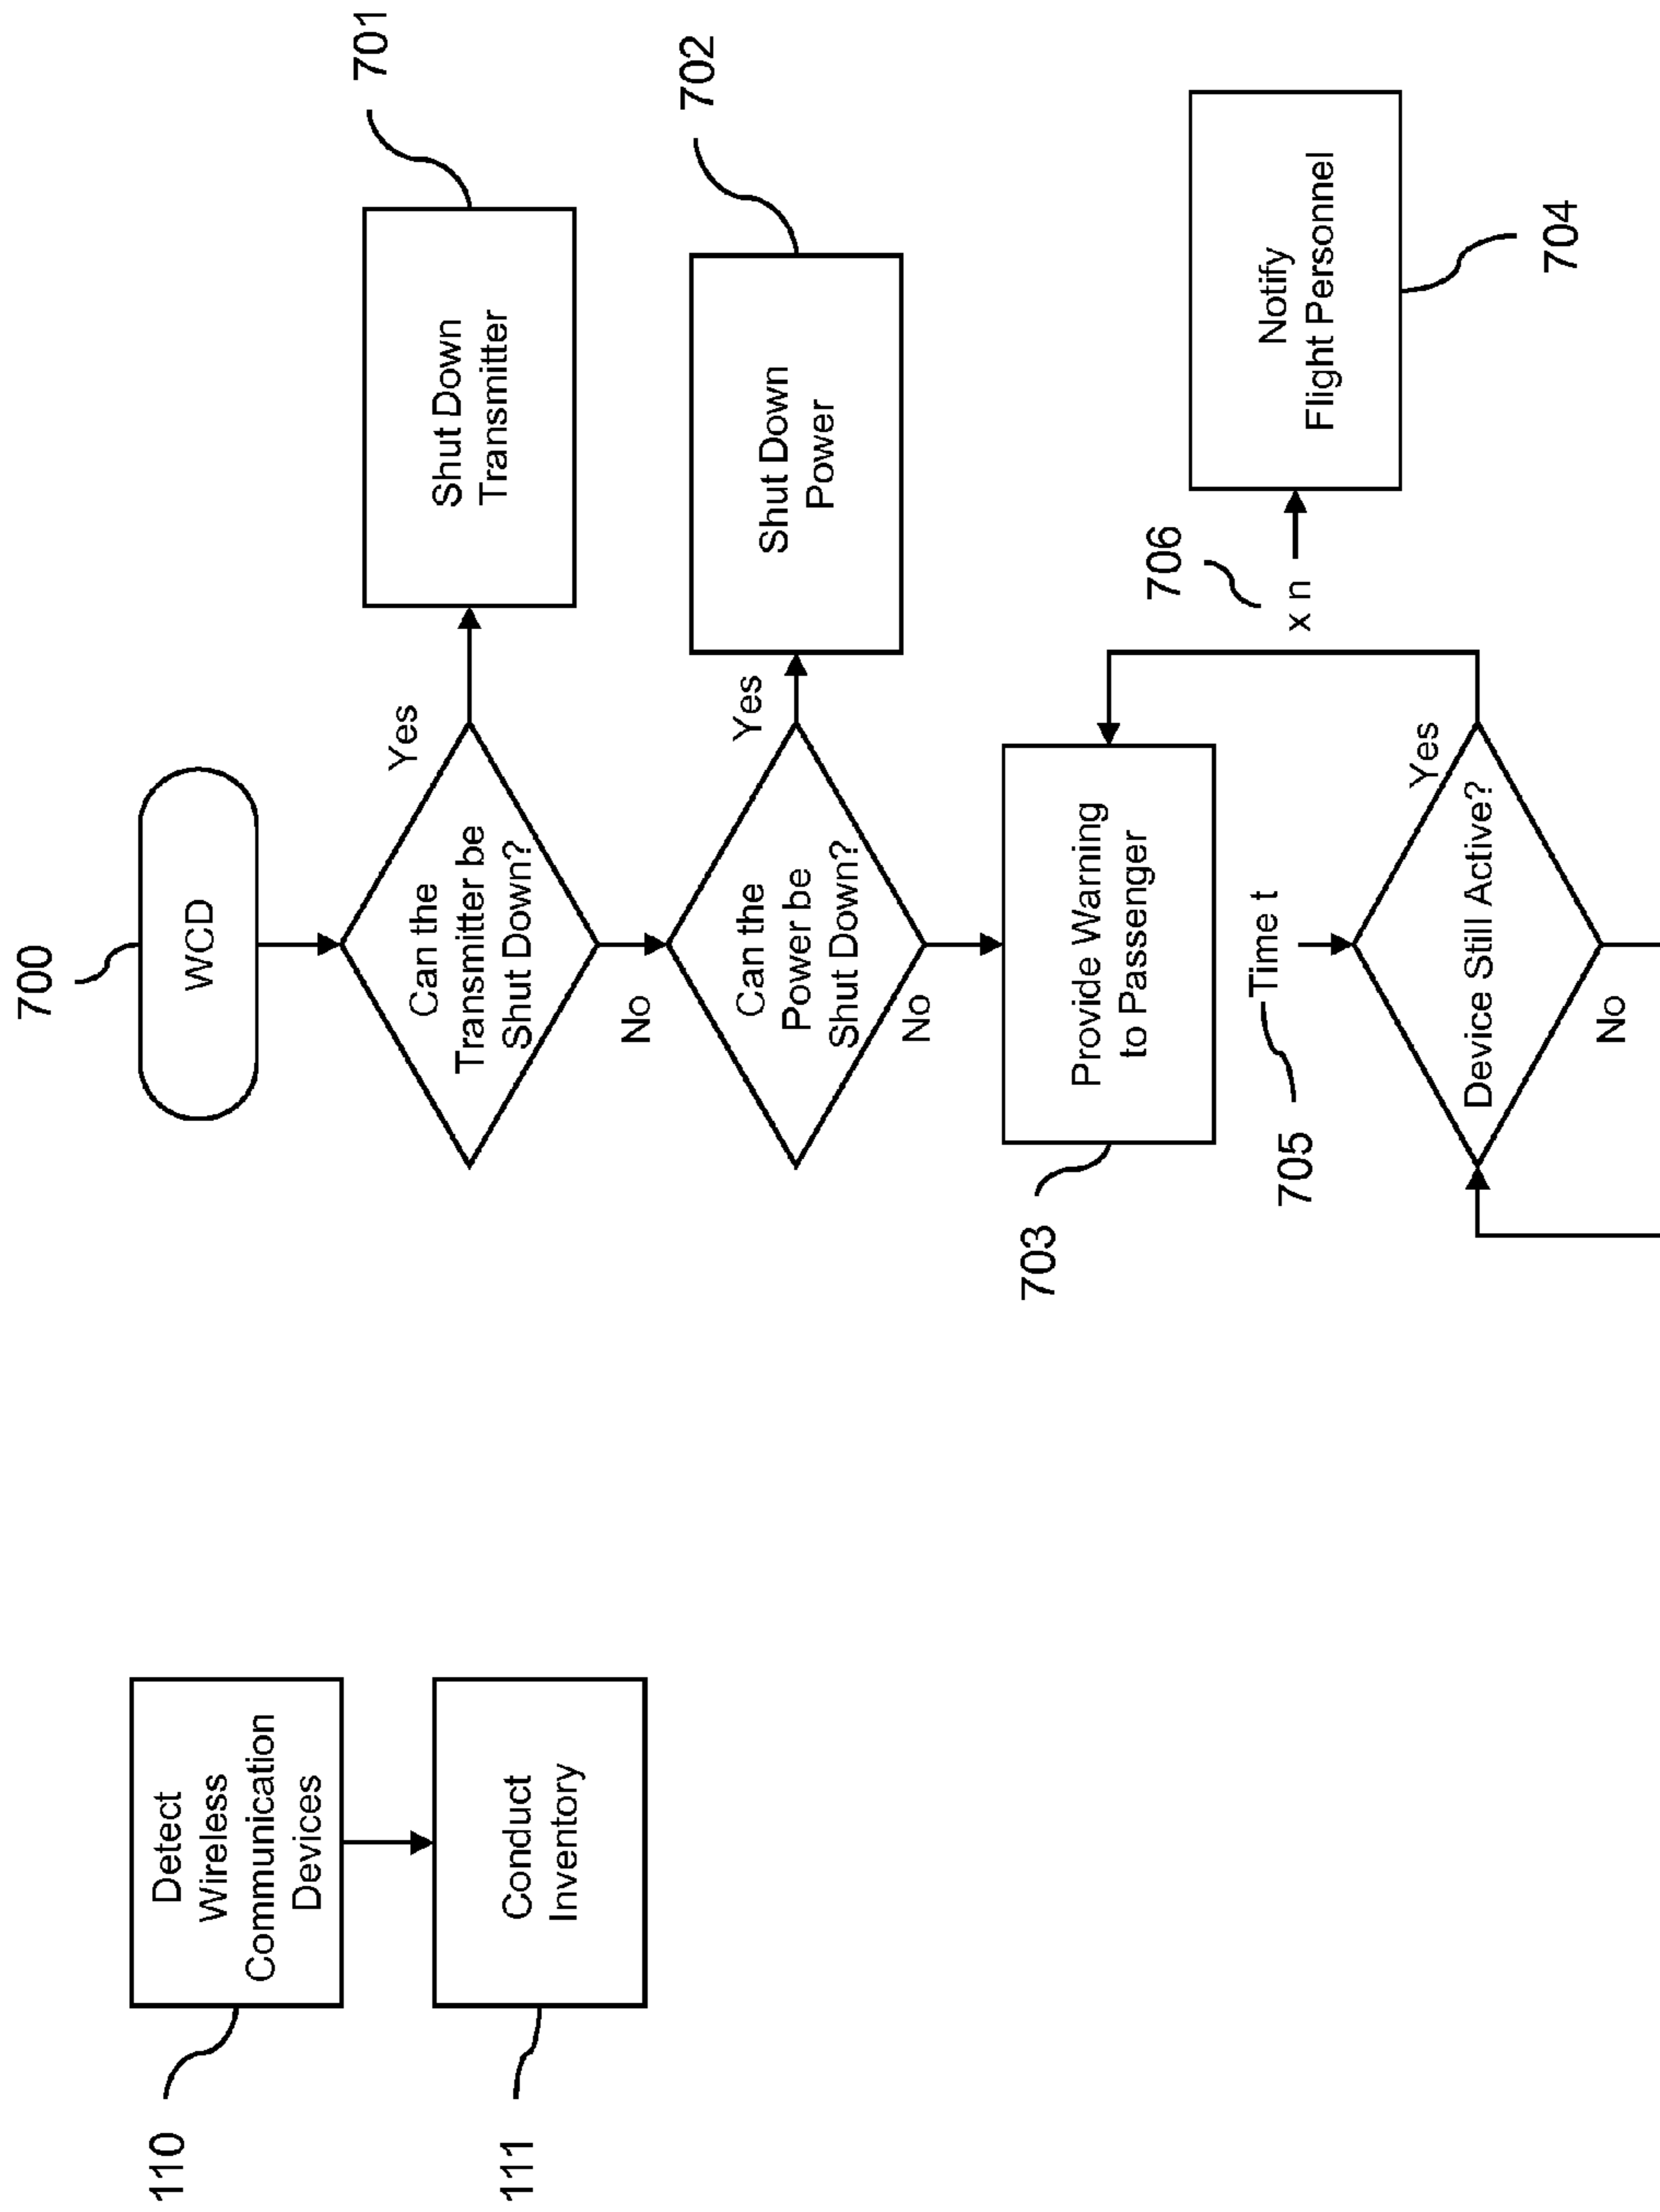 110
Detect
Wireless
Communication
Devices
111
Conduct
Inventory
700
WCD
Can the
Transmitter be
Shut Down?
Yes
Shut Down
Transmitter
701
No
Can the
Power be
Shut Down?
Yes
Shut Down
Power
702
No
Provide Warning
to Passenger
703
705
Time t
Device Still Active?
Yes
No
x n
706
Notify
Flight Personnel
704